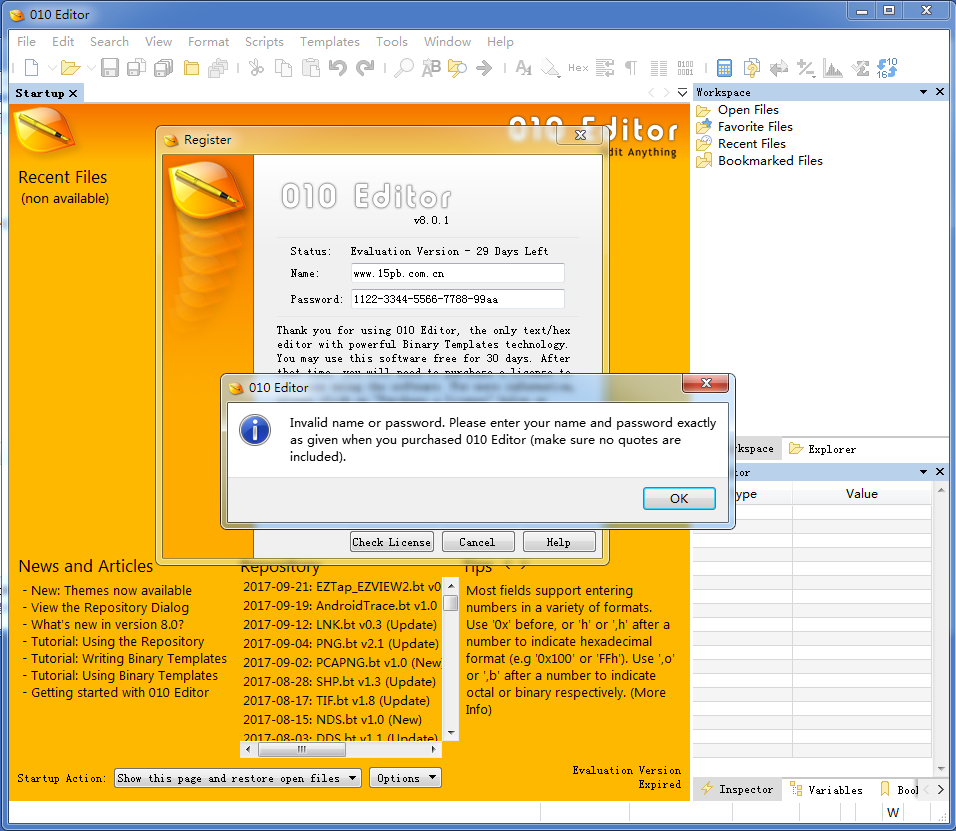 010 Editor
File Edit Search View Format Scripts Templates Tools Window Help
Hex
Startup
Workspace
Open Files
Favorite Files
Recent Files
Bookmarked Files
Recent Files
(non available)
Register
010 Editor
v8.0.1
Status: Evaluation Version - 29 Days Left
Name: www.15pb.com.cn
Password: 1122-3344-5566-7788-99aa
Thank you for using 010 Editor, the only text/hex
editor with powerful Binary Templates technology.
You may use this software free for 30 days. After
that time, you will need to purchase a license to
010 Editor
Invalid name or password. Please enter your name and password exactly
as given when you purchased 010 Editor (make sure no quotes are
included).
OK
Check License Cancel Help
Explorer
Value
News and Articles
- New: Themes now available
- View the Repository Dialog
- What's new in version 8.0?
- Tutorial: Using the Repository
- Tutorial: Writing Binary Templates
- Tutorial: Using Binary Templates
- Getting started with 010 Editor
Repository
2017-09-21: EZTap_EZVIEW2.bt v0
2017-09-19: AndroidTrace.bt v1.0
2017-09-12: LNK.bt v0.3 (Update)
2017-09-04: PNG.bt v2.1 (Update)
2017-09-02: PCAPNG.bt v1.0 (New
2017-08-28: SHP.bt v1.3 (Update)
2017-08-17: TIF.bt v1.8 (Update)
2017-08-15: NDS.bt v1.0 (New)
2017-08-03: DDS.bt v1.1 (Update)
Tips
Most fields support entering
numbers in a variety of formats.
Use '0x' before, or 'h' or ',h' after a
number to indicate hexadecimal
format (e.g '0x100' or 'FFh'). Use ',o'
or ',b' after a number to indicate
octal or binary respectively. (More
Info)
Startup Action: Show this page and restore open files Options
Evaluation Version
Expired
Inspector Variables
W